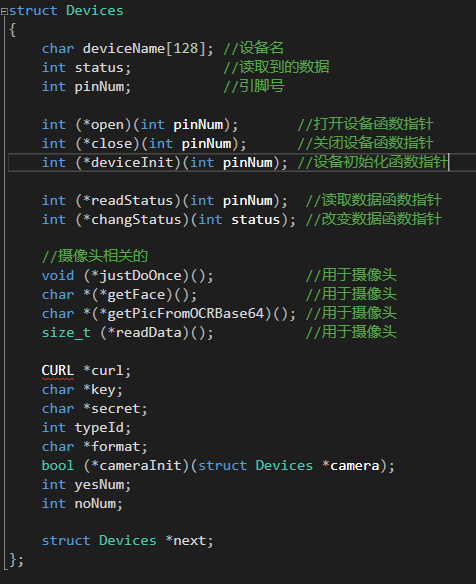 struct Devices
{
char deviceName[128]; //设备名
int status; //读取到的数据
int pinNum; //引脚号
int (*open)(int pinNum); //打开设备函数指针
int (*close)(int pinNum); //关闭设备函数指针
int (*deviceInit)(int pinNum); //设备初始化函数指针
int (*readStatus)(int pinNum); //读取数据函数指针
int (*changStatus)(int status); //改变数据函数指针
//摄像头相关的
void (*justDoOnce)(); //用于摄像头
char *(*getFace)(); //用于摄像头
char *(*getPicFromOCRBase64)(); //用于摄像头
size_t (*readData)(); //用于摄像头
CURL *curl;
char *key;
char *secret;
int typeId;
char *format;
bool (*cameraInit)(struct Devices *camera);
int yesNum;
int noNum;
struct Devices *next;
};